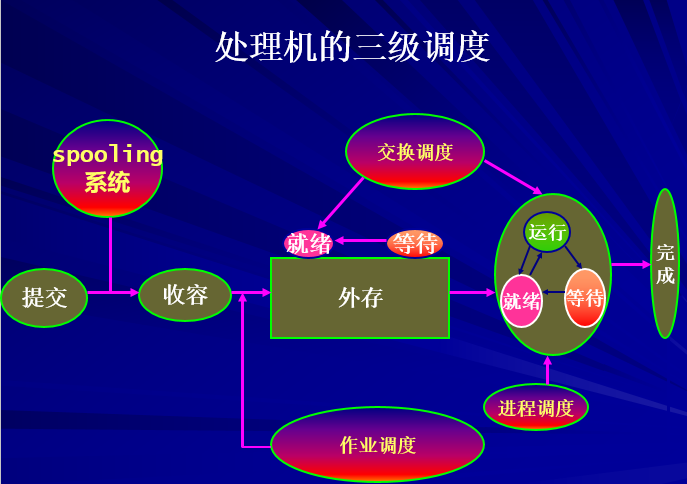 处理机的三级调度
spooling
系统
交换调度
就绪
等待
运行
就绪
等待
完
成
提交
收容
外存
进程调度
作业调度